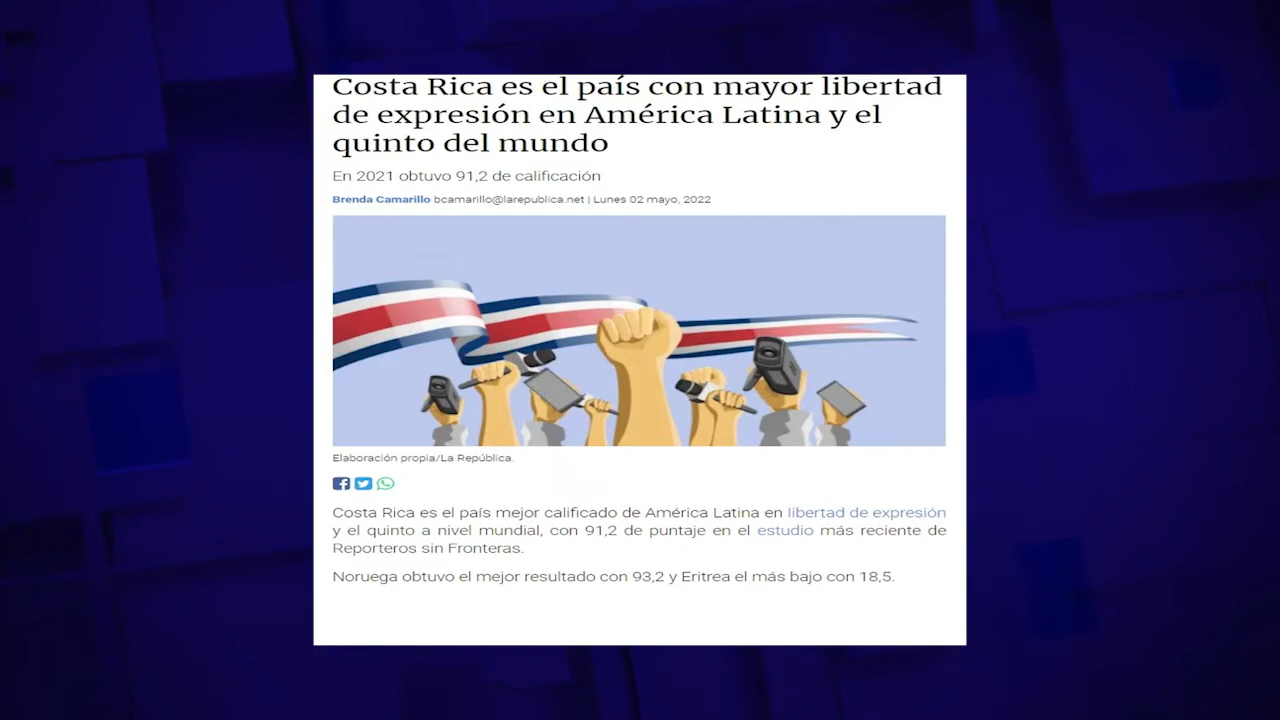 Costa Rica es el país con mayor libertad
de expresión en América Latina y el
quinto del mundo
En 2021 obtuvo 91,2 de calificación
Brenda Camarillo bcamarillo@larepublica.net | Lunes 02 mayo, 2022
Elaboración propia/La República.
Costa Rica es el país mejor calificado de América Latina en libertad de expresión
y el quinto a nivel mundial, con 91,2 de puntaje en el estudio más reciente de
Reporteros sin Fronteras.
Noruega obtuvo el mejor resultado con 93,2 y Eritrea el más bajo con 18,5.